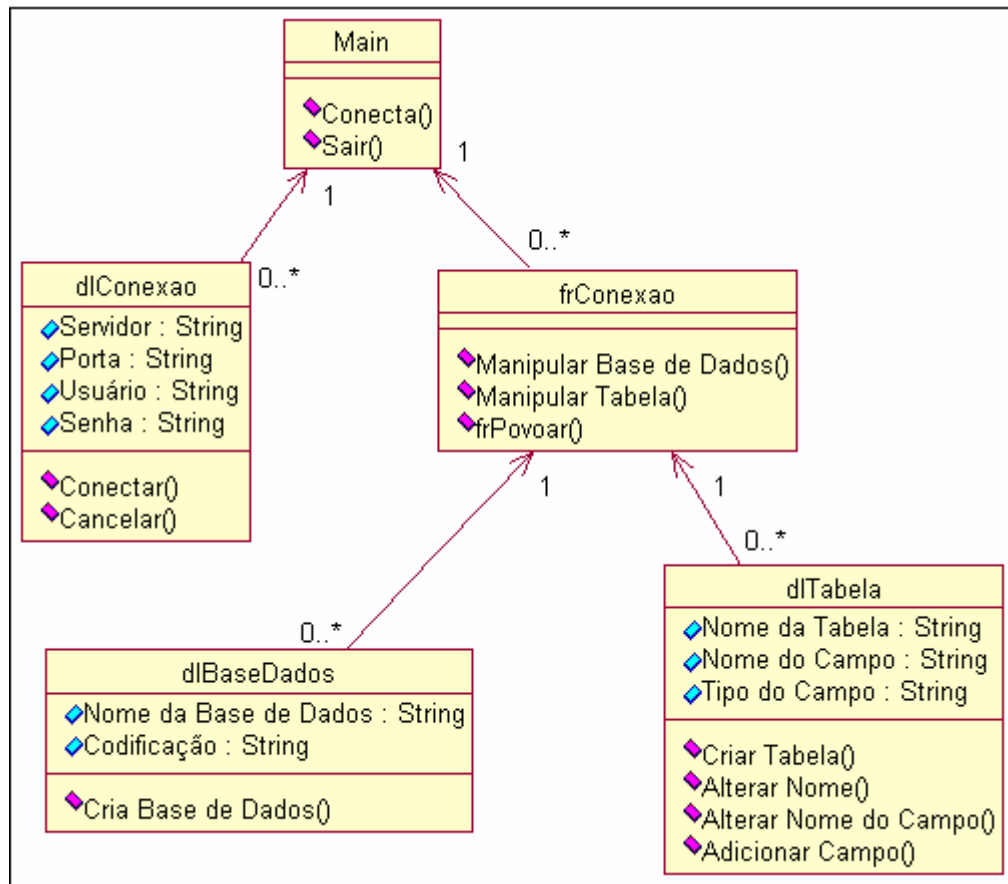 Main
Conecta()
Sair()
1
1
0..*
0..*
dlConexao
Servidor : String
Porta : String
Usuário : String
Senha : String
Conectar()
Cancelar()
frConexao
Manipular Base de Dados()
Manipular Tabela()
frPovoar()
1
1
0..*
0..*
dlBaseDados
Nome da Base de Dados : String
Codificação : String
Cria Base de Dados()
dlTabela
Nome da Tabela : String
Nome do Campo : String
Tipo do Campo : String
Criar Tabela()
Alterar Nome()
Alterar Nome do Campo()
Adicionar Campo()